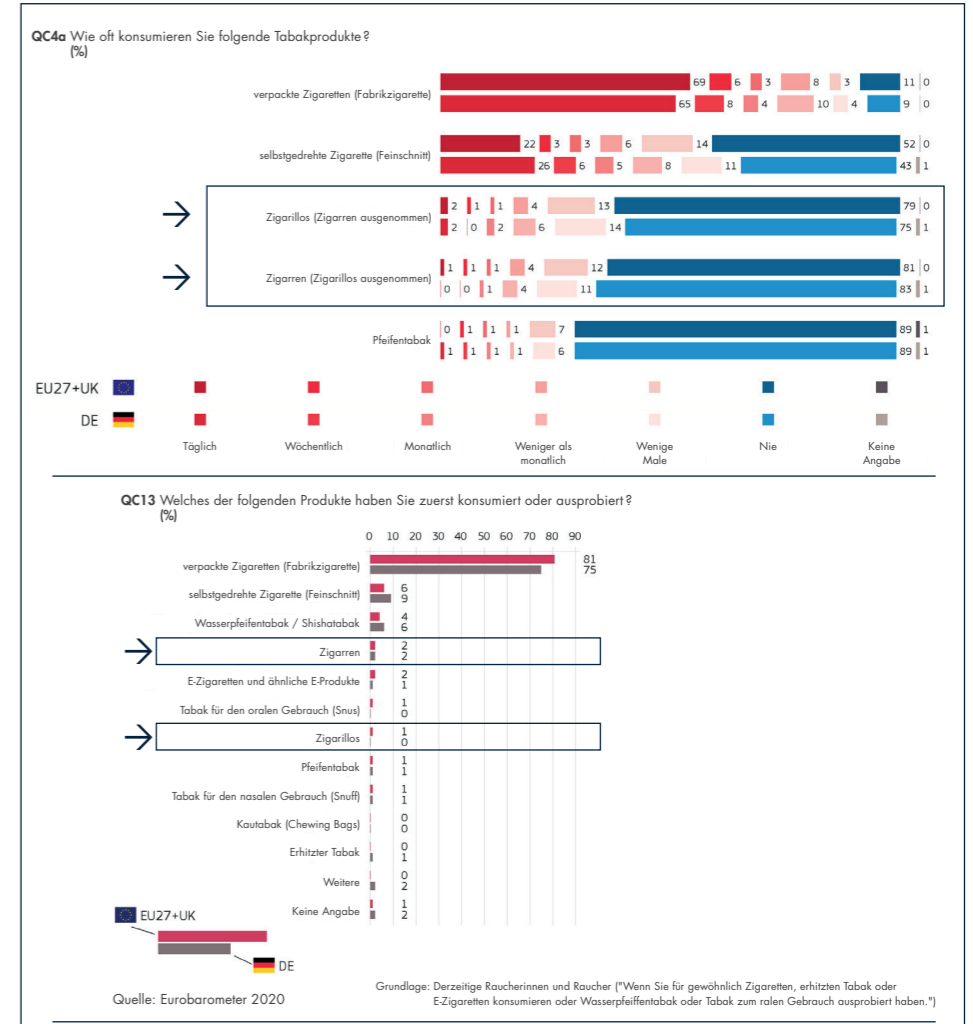 QC4a Wie oft konsumieren Sie folgende Tabakprodukte?
(%)
verpackte Zigaretten (Fabrikzigarette)
69 6 3 8 3 11 0
65 8 4 10 4 9 0
selbstgedrehte Zigarette (Feinschnitt)
22 3 3 6 14 52 0
26 6 5 8 11 43 1
Zigarillos (Zigarren ausgenommen)
2 1 1 4 13 79 0
2 0 2 6 14 75 1
Zigarren (Zigarillos ausgenommen)
1 1 1 4 12 81 0
0 0 1 4 11 83 1
Pfeifentabak
0 1 1 1 7 89 1
1 1 1 1 6 89 1
EU27+UK
DE
Täglich Wöchentlich Monatlich Weniger als monatlich Wenige Male Nie Keine Angabe
QC13 Welches der folgenden Produkte haben Sie zuerst konsumiert oder ausprobiert?
(%)
0 10 20 30 40 50 60 70 80 90
verpackte Zigaretten (Fabrikzigarette) 81 75
selbstgedrehte Zigarette (Feinschnitt) 6 9
Wasserpfeifentabak / Shishatabak 4 6
Zigarren 2 2
E-Zigaretten und ähnliche E-Produkte 2 1
Tabak für den oralen Gebrauch (Snus) 1 0
Zigarillos 1 0
Pfeifentabak 1 1
Tabak für den nasalen Gebrauch (Snuff) 1 1
Kautabak (Chewing Bags) 0 0
Erhitzter Tabak 0 1
Weitere 0 2
Keine Angabe 1 2
EU27+UK
DE
Quelle: Eurobarometer 2020
Grundlage: Derzeitige Raucherinnen und Raucher ("Wenn Sie für gewöhnlich Zigaretten, erhitzten Tabak oder
E-Zigaretten konsumieren oder Wasserpfeiffentabak oder Tabak zum ralen Gebrauch ausprobiert haben.")